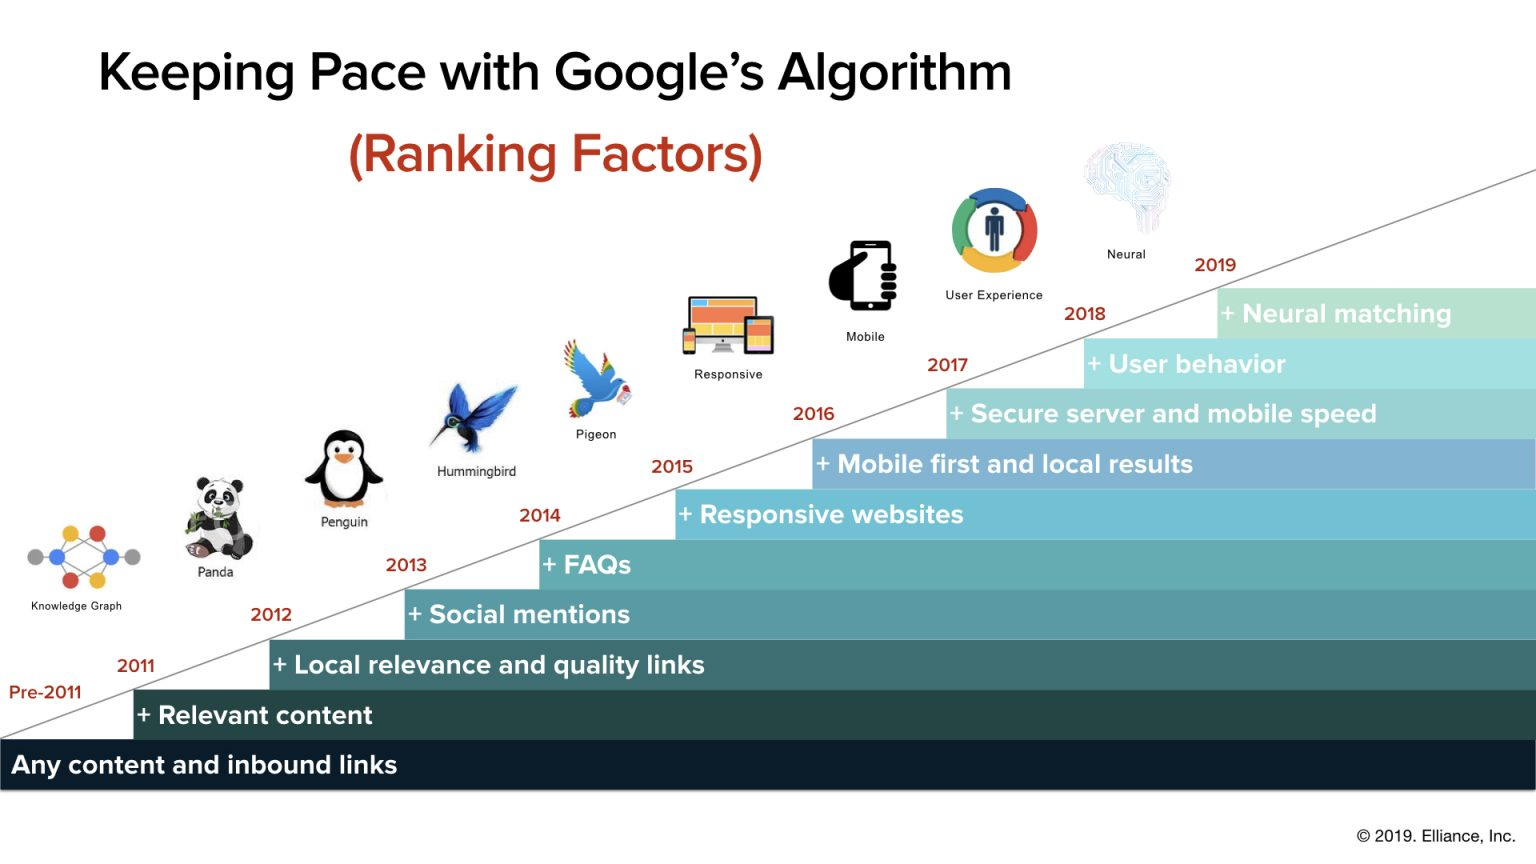 Keeping Pace with Google’s Algorithm
(Ranking Factors)
Neural
User Experience
Mobile
Responsive
Pigeon
Hummingbird
Penguin
Panda
Knowledge Graph
2019
2018
2017
2016
2015
2014
2013
2012
2011
Pre-2011
+ Neural matching
+ User behavior
+ Secure server and mobile speed
+ Mobile first and local results
+ Responsive websites
+ FAQs
+ Social mentions
+ Local relevance and quality links
+ Relevant content
Any content and inbound links
© 2019. Elliance, Inc.